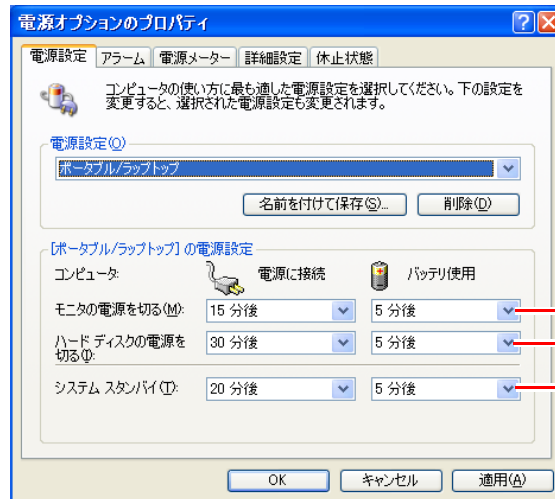 電源オプションのプロパティ
電源設定 アラーム 電源メーター 詳細設定 休止状態
コンピュータの使い方に最も適した電源設定を選択してください。下の設定を
変更すると、選択された電源設定も変更されます。
電源設定(O)
ポータブル/ラップトップ
名前を付けて保存(S)... 削除(D)
[ポータブル/ラップトップ] の電源設定
コンピュータ: 電源に接続 バッテリ使用
モニタの電源を切る(M): 15 分後 5 分後
ハード ディスクの電源を
切る(I): 30 分後 5 分後
システム スタンバイ(T): 20 分後 5 分後
OK キャンセル 適用(A)